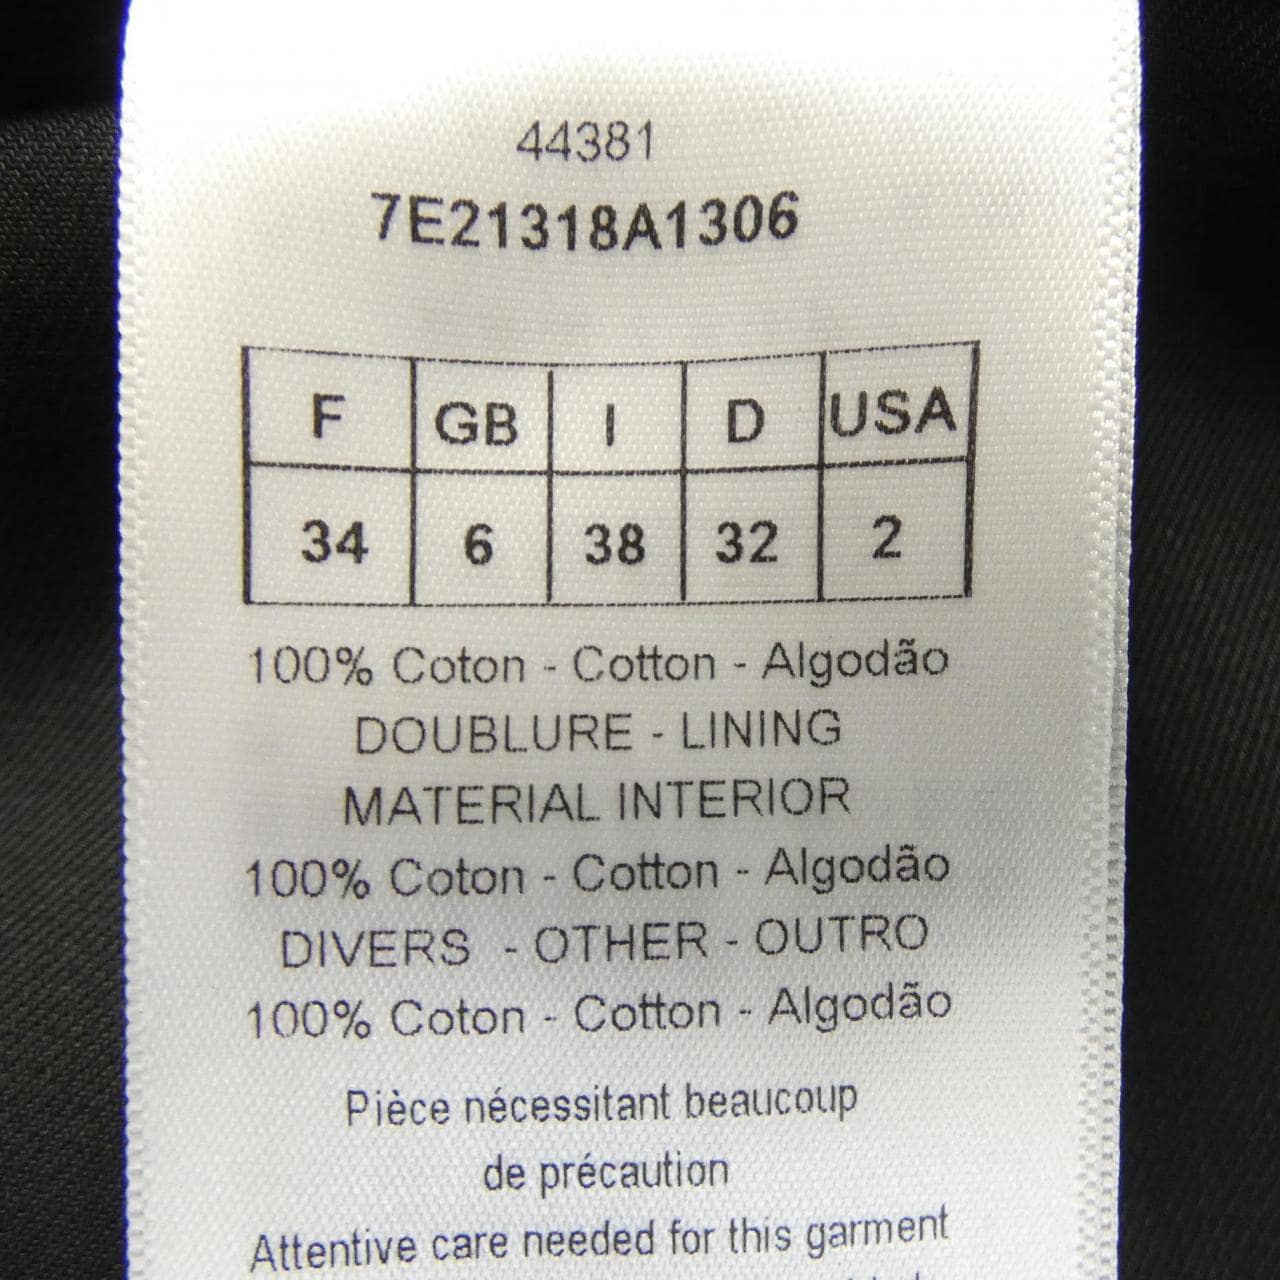 44381
7E21318A1306
F GB I D USA
34 6 38 32 2
100% Coton - Cotton - Algodão
DOUBLURE - LINING
MATERIAL INTERIOR
100% Coton - Cotton - Algodão
DIVERS - OTHER - OUTRO
100% Coton - Cotton - Algodão
Pièce nécessitant beaucoup
de précaution
Attentive care needed for this garment